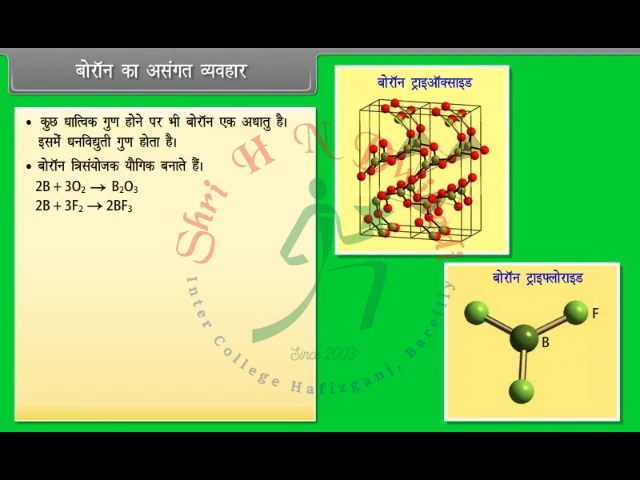 बोरॉन का असंगत व्यवहार
• कुछ धात्विक गुण होने पर भी बोरॉन एक अधातु है।
इसमें धनविद्युती गुण होता है।
• बोरॉन त्रिसंयोजक यौगिक बनाते हैं।
2B + 3O₂ → B₂O₃
2B + 3F₂ → 2BF₃
बोरॉन ट्राइऑक्साइड
बोरॉन ट्राइफ्लोराइड
F
B
Shri H N
Inter College Hafizganj, Bareilly
Since 2003